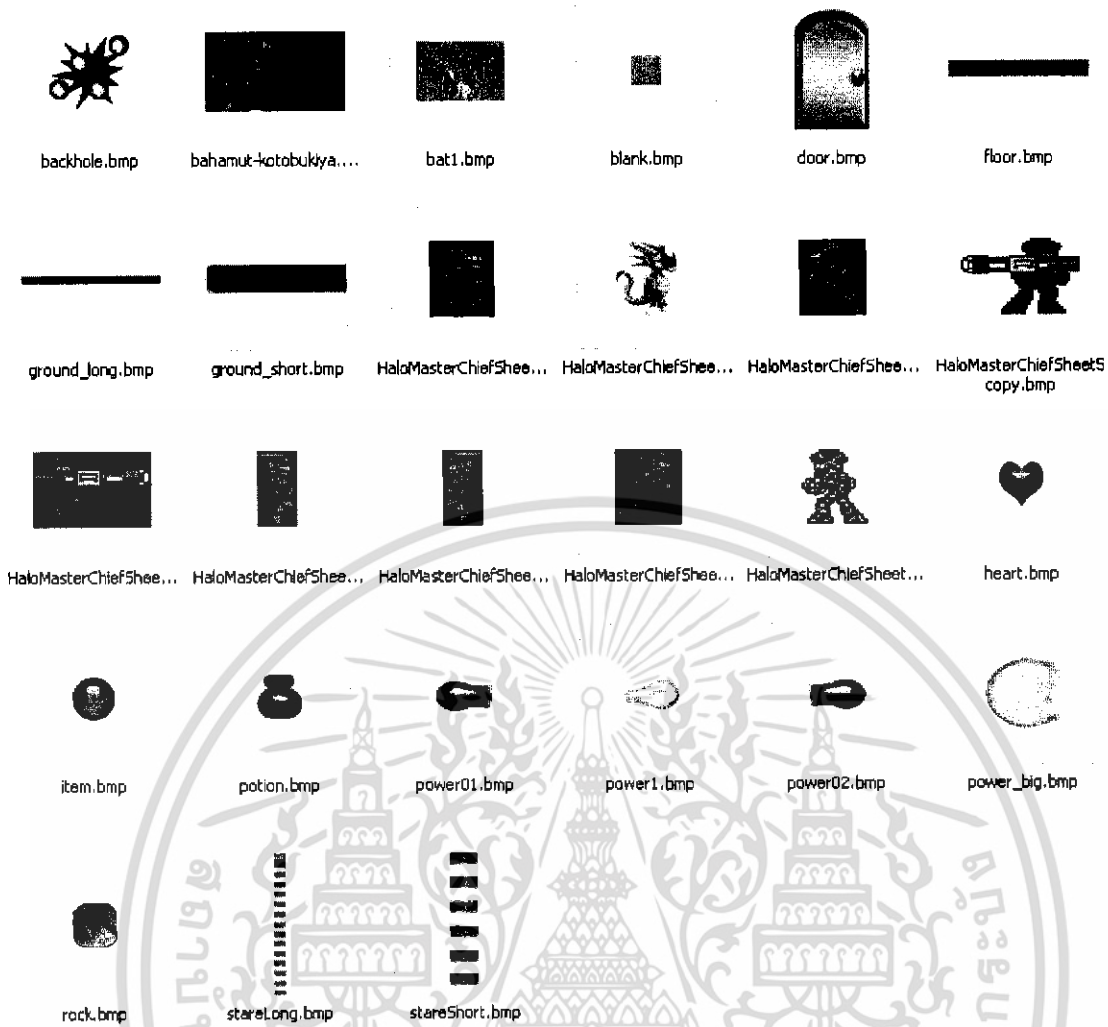 backhole.bmp bahamut-kotobukiya.... bat1.bmp blank.bmp door.bmp floor.bmp
ground_long.bmp ground_short.bmp HaloMasterChiefShee... HaloMasterChiefShee... HaloMasterChiefShee... HaloMasterChiefSheetS
copy.bmp
HaloMasterChiefShee... HaloMasterChiefShee... HaloMasterChiefShee... HaloMasterChiefShee... HaloMasterChiefSheet... heart.bmp
item.bmp potion.bmp power01.bmp power1.bmp power02.bmp power_big.bmp
rock.bmp stareLong.bmp stareShort.bmp